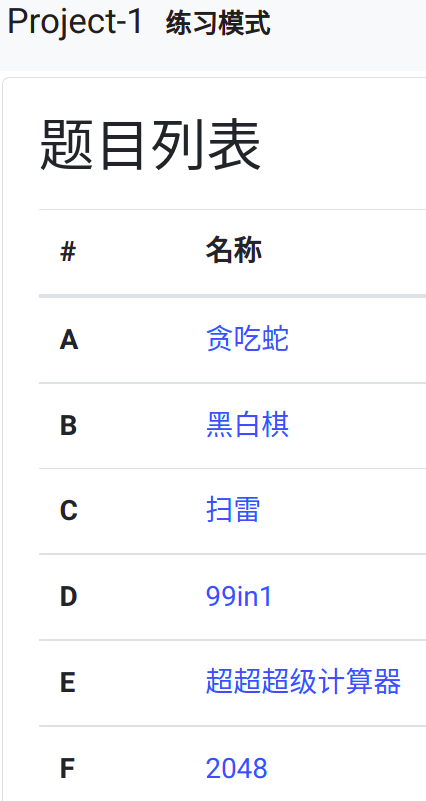 Project-1 练习模式
题目列表
# 名称
A 贪吃蛇
B 黑白棋
C 扫雷
D 99in1
E 超超超级计算器
F 2048